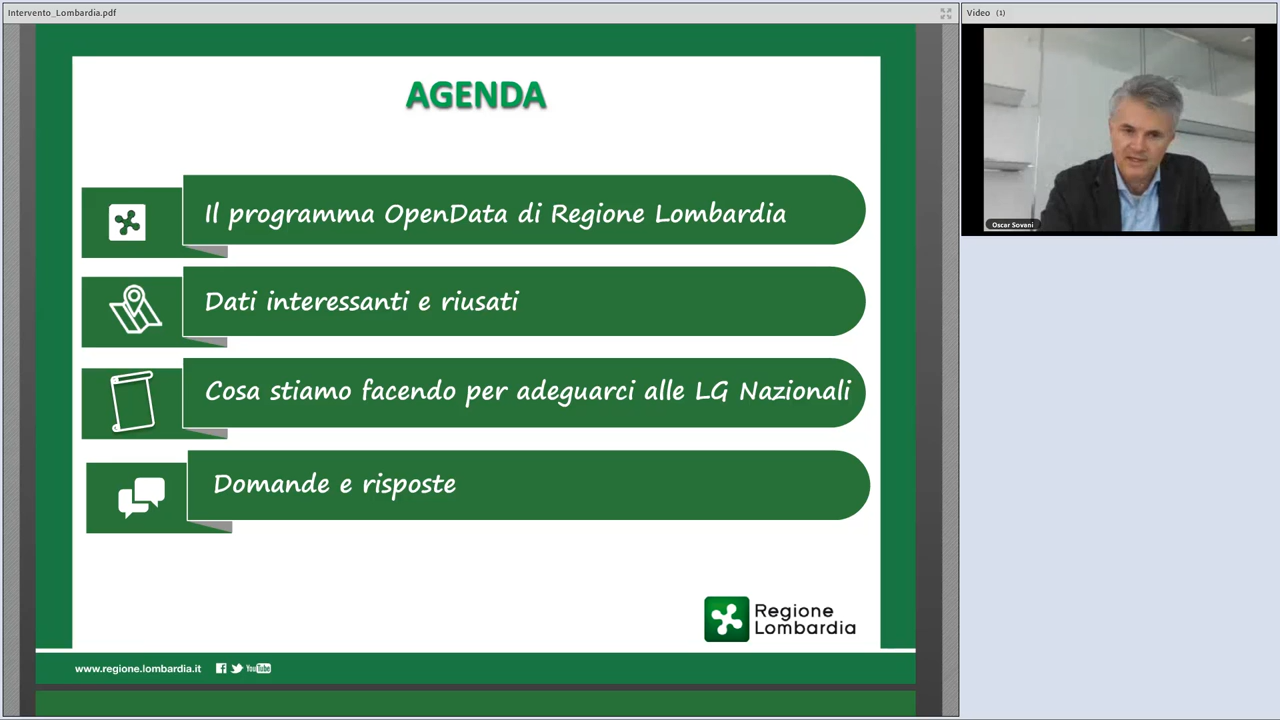 Intervento_Lombardia.pdf
Video (1)
AGENDA
Il programma OpenData di Regione Lombardia
Dati interessanti e riusati
Cosa stiamo facendo per adeguarci alle LG Nazionali
Domande e risposte
Oscar Sovani
Regione
Lombardia
www.regione.lombardia.it
YouTube